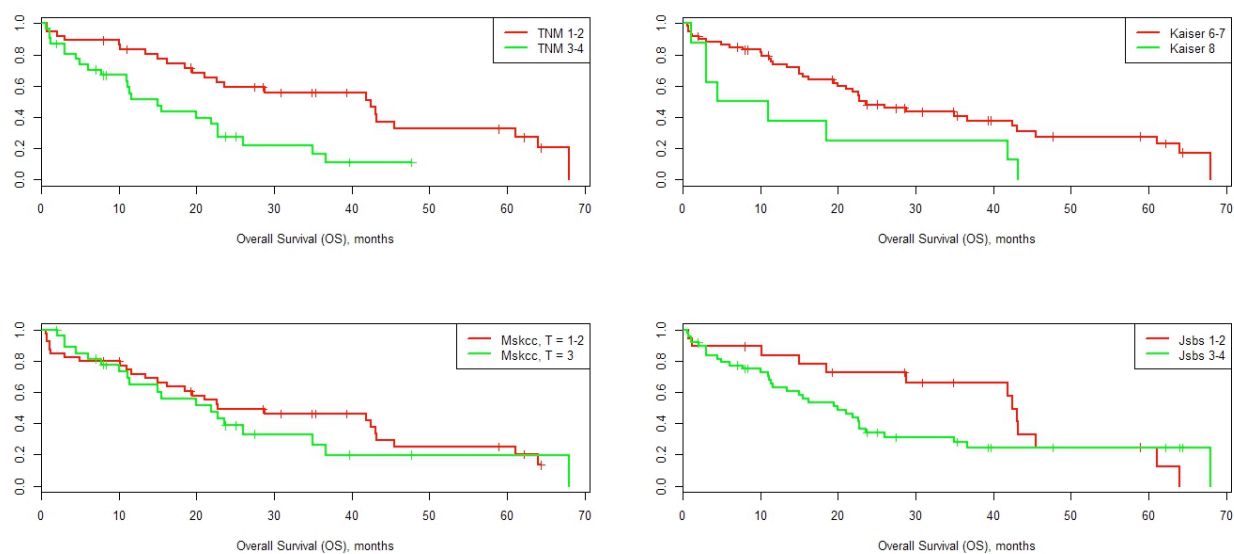 TNM 1-2
TNM 3-4
1.0
0.8
0.6
0.4
0.2
0.0
0 10 20 30 40 50 60 70
Overall Survival (OS), months
Kaiser 6-7
Kaiser 8
1.0
0.8
0.6
0.4
0.2
0.0
0 10 20 30 40 50 60 70
Overall Survival (OS), months
Mskcc, T = 1-2
Mskcc, T = 3
1.0
0.8
0.6
0.4
0.2
0.0
0 10 20 30 40 50 60 70
Overall Survival (OS), months
Jsbs 1-2
Jsbs 3-4
1.0
0.8
0.6
0.4
0.2
0.0
0 10 20 30 40 50 60 70
Overall Survival (OS), months